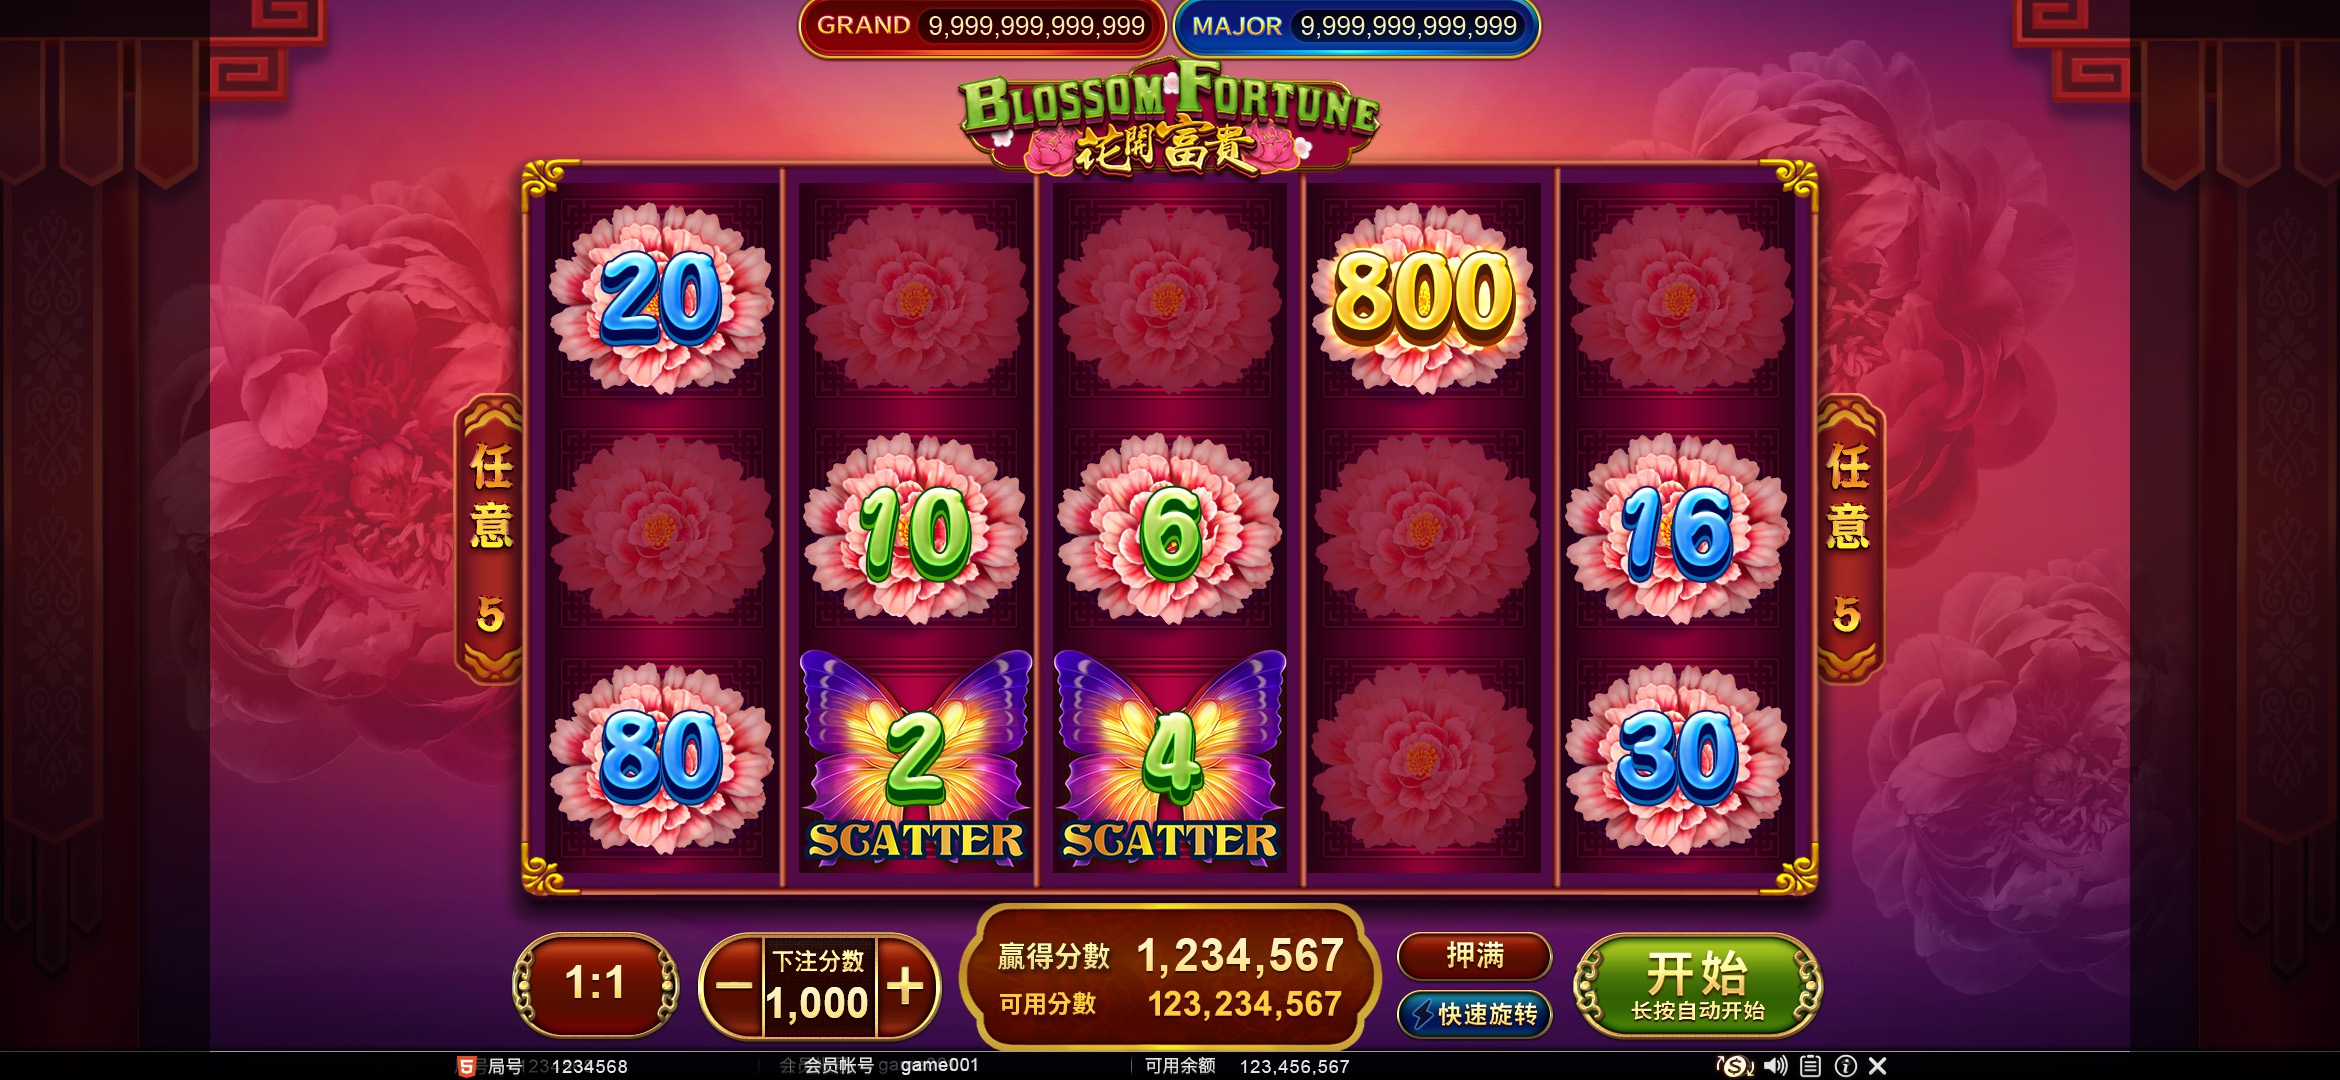 GRAND 9,999,999,999,999
MAJOR 9,999,999,999,999
BLOSSOM FORTUNE
花開富貴
20
800
任意 5
10
6
16
任意 5
80
2
SCATTER
4
SCATTER
30
1:1
下注分数
1,000
贏得分數 1,234,567
可用分數 123,234,567
押满
快速旋转
开始
长按自动开始
局号 1234568
会员帐号 game001
可用余额 123,456,567